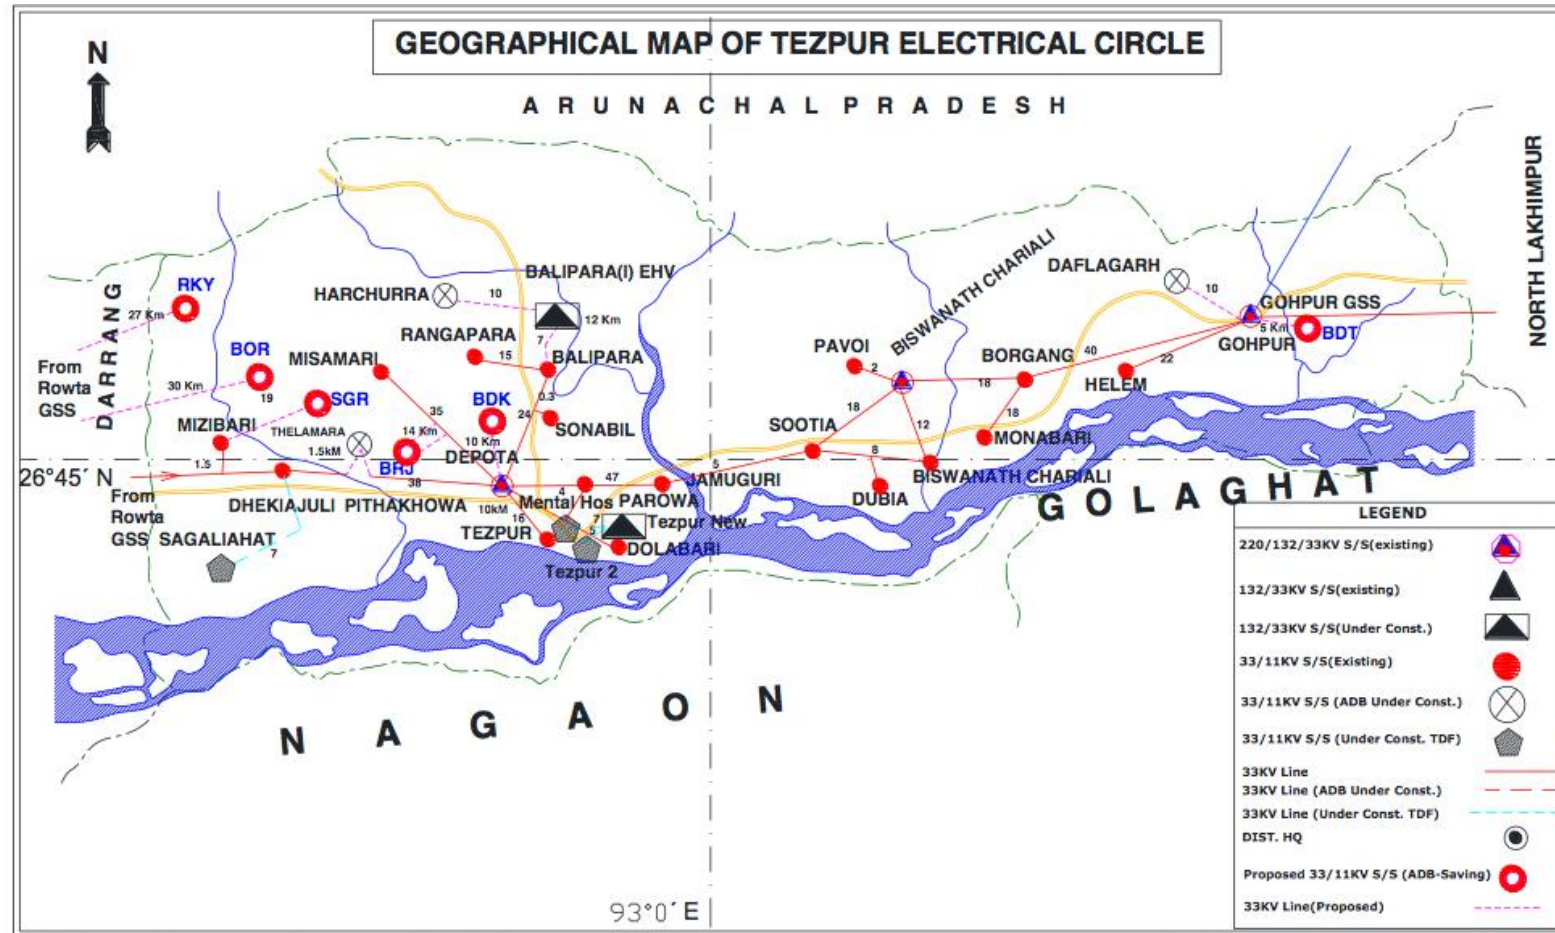 GEOGRAPHICAL MAP OF TEZPUR ELECTRICAL CIRCLE
N
A R U N A C H A L P R A D E S H
NORTH LAKHIMPUR
DARRANG
RKY
27 Km
From
Rowta
GSS
BOR
30 Km
19
HARCHURRA
10
BALIPARA(I) EHV
12 Km
7
RANGAPARA
15
BALIPARA
MISAMARI
35
SGR
MIZIBARI
1.5
THELAMARA
1.5kM
14 Km
BRJ
BDK
10 Km
DEPOTA
0.3
24
SONABIL
26°45´ N
From
Rowta
GSS
DHEKIAJULI
PITHAKHOWA
38
SAGALIAHAT
7
10kM
16
TEZPUR
Mental Hos
4
47
PAROWA
7
5
Tezpur New
DOLABARI
Tezpur 2
JAMUGURI
5
SOOTIA
18
PAVOI
2
BISWANATH CHARIALI
18
12
8
DUBIA
BISWANATH CHARIALI
BORGANG
18
MONABARI
40
HELEM
22
DAFLAGARH
10
GOHPUR GSS
5 Km
GOHPUR
BDT
GOLAGHAT
N A G A O N
93°0´ E
LEGEND
220/132/33KV S/S(existing)
132/33KV S/S(existing)
132/33KV S/S(Under Const.)
33/11KV S/S(Existing)
33/11KV S/S (ADB Under Const.)
33/11KV S/S (Under Const. TDF)
33KV Line
33KV Line (ADB Under Const.)
33KV Line (Under Const. TDF)
DIST. HQ
Proposed 33/11KV S/S (ADB-Saving)
33KV Line(Proposed)